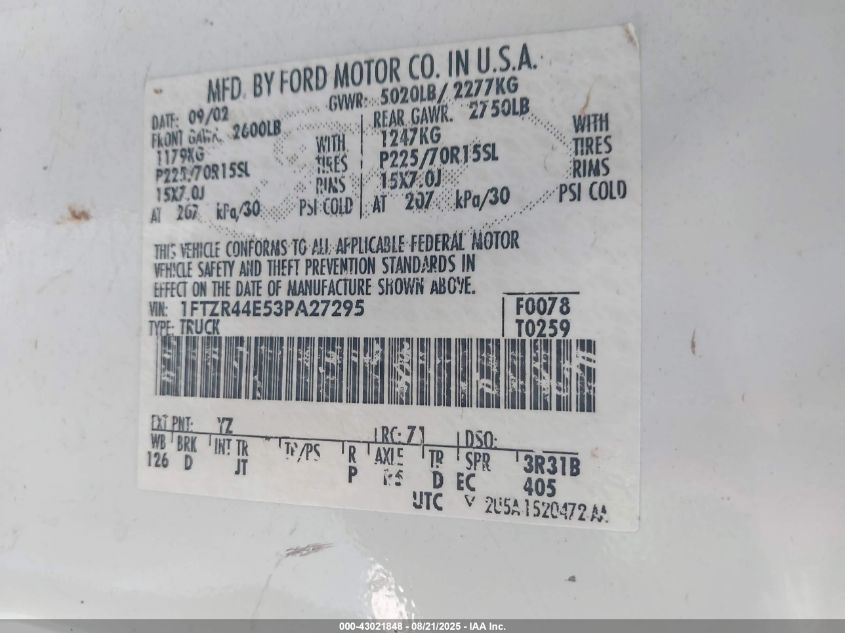 MFD. BY FORD MOTOR CO. IN U.S.A.
DATE: 09/02 GVWR: 5020LB/ 2277KG
FRONT GAWR: 2600LB REAR GAWR: 2750LB
1179KG WITH 1247KG WITH
P225/70R15SL TIRES P225/70R15SL TIRES
15X7.0J RIMS 15X7.0J RIMS
AT 207 kPa/30 PSI COLD AT 207 kPa/30 PSI COLD
THIS VEHICLE CONFORMS TO ALL APPLICABLE FEDERAL MOTOR
VEHICLE SAFETY AND THEFT PREVENTION STANDARDS IN
EFFECT ON THE DATE OF MANUFACTURE SHOWN ABOVE.
VIN: 1FTZR44E53PA27295 F0078
TYPE: TRUCK T0259
EXT PNT: YZ RC: 71 DSO:
WB BRK INT TR TP/PS R AXLE TR SPR 3R31B
126 D JT P D EC 405
UTC 2U5A1520472AA
000-43021848 - 08/21/2025 - IAA Inc.